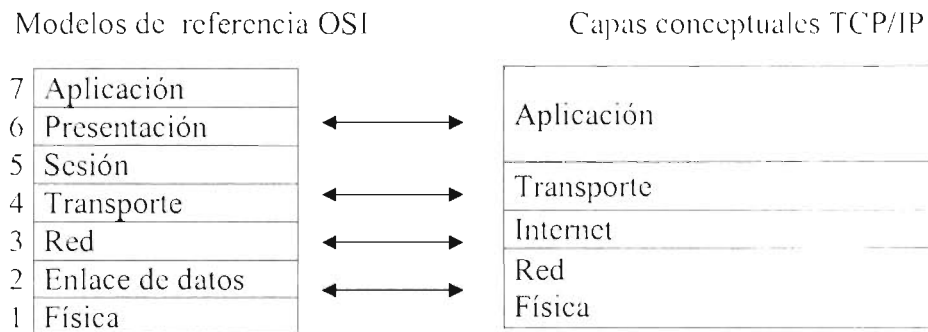 Modelos de referencia OSI
Capas conceptuales TCP/IP
7 Aplicación
6 Presentación
5 Sesión
4 Transporte
3 Red
2 Enlace de datos
1 Física
Aplicación
Transporte
Internet
Red
Física